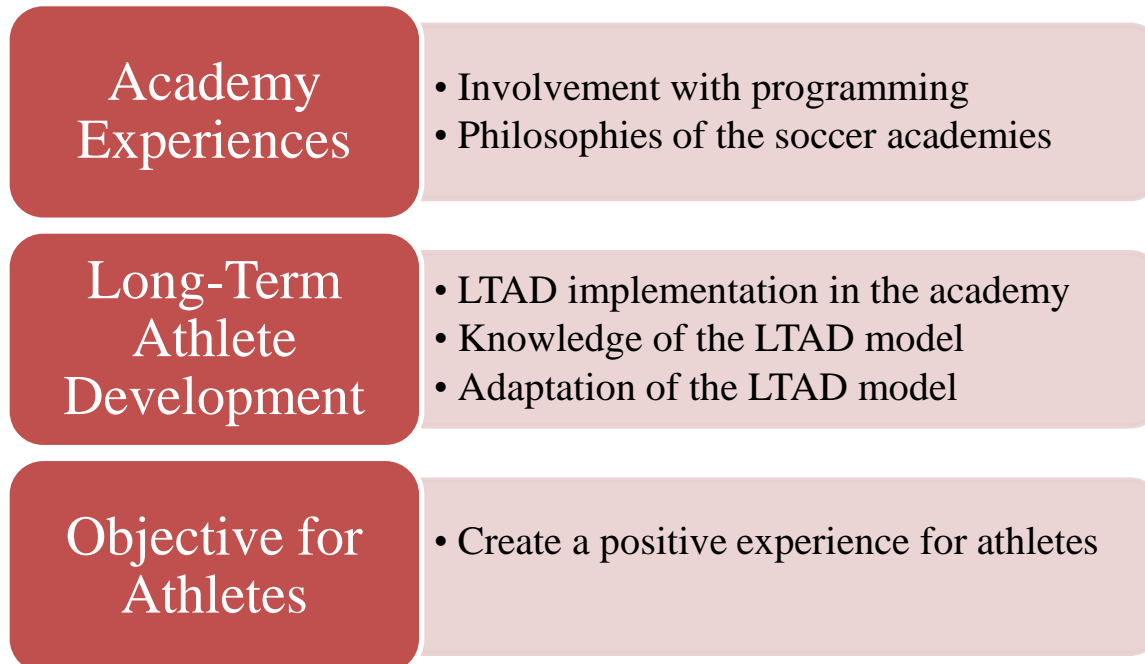 Academy
Experiences
• Involvement with programming
• Philosophies of the soccer academies
Long-Term
Athlete
Development
• LTAD implementation in the academy
• Knowledge of the LTAD model
• Adaptation of the LTAD model
Objective for
Athletes
• Create a positive experience for athletes